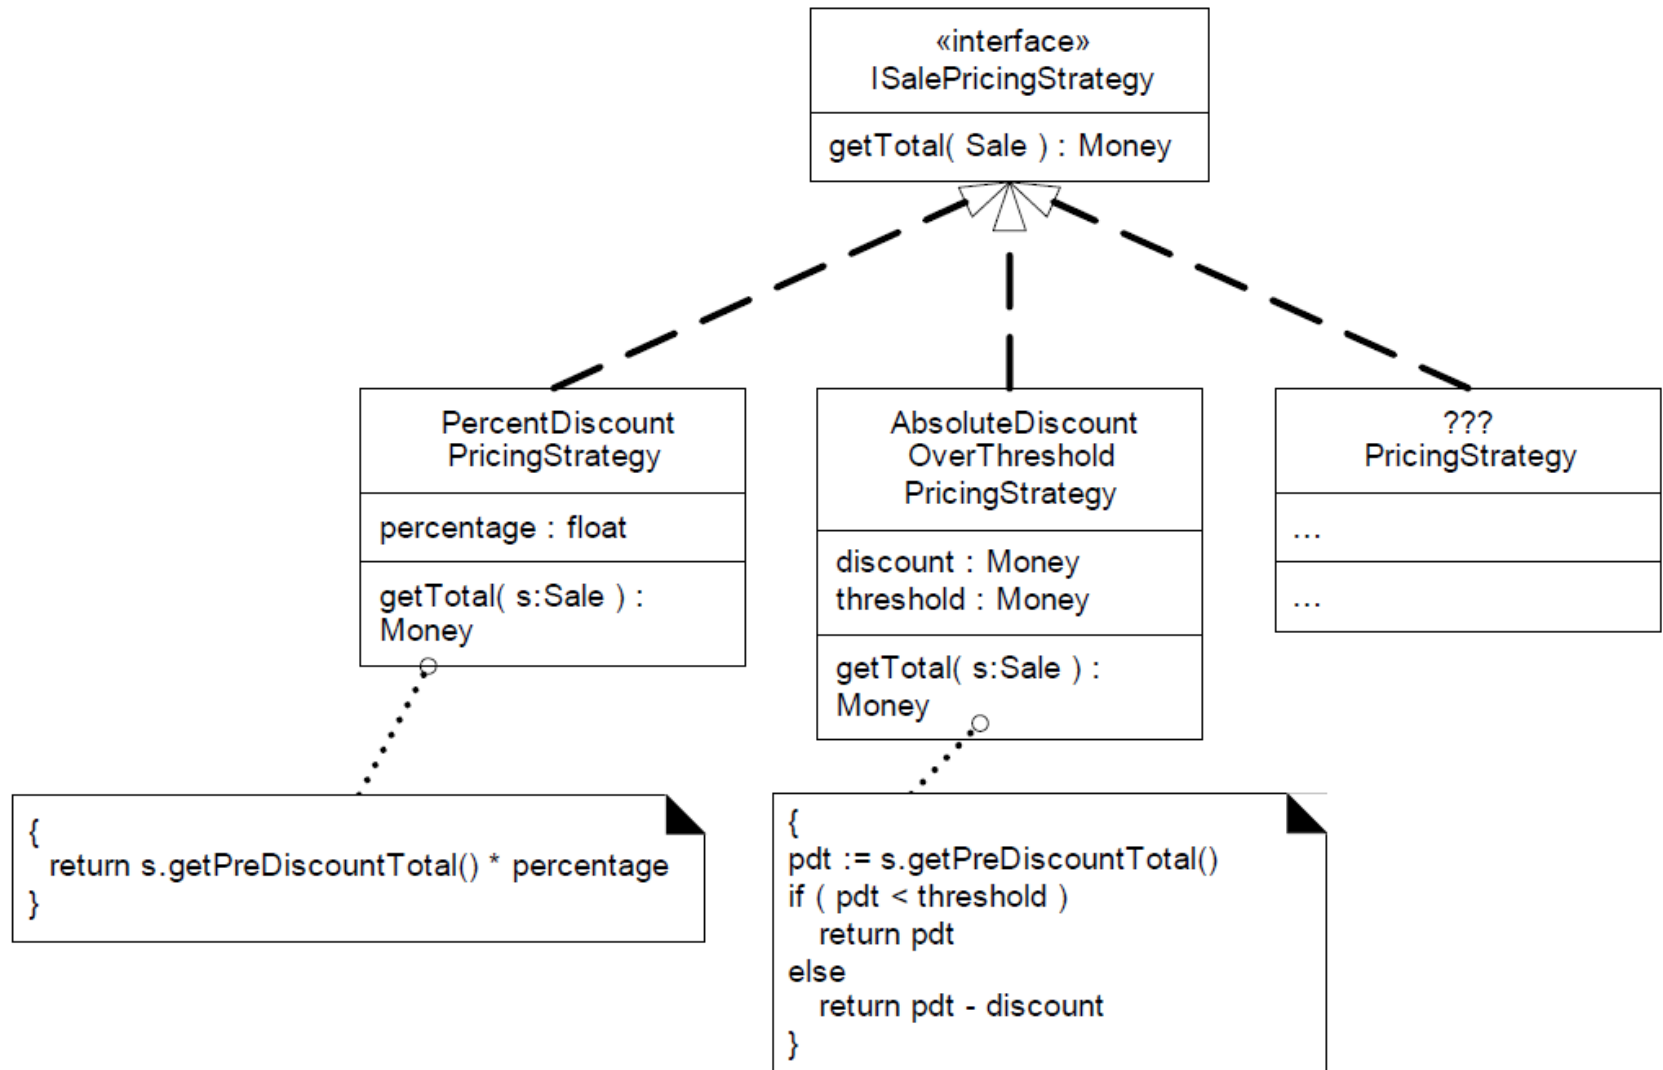 «interface»
ISalePricingStrategy
getTotal( Sale ) : Money
PercentDiscount
PricingStrategy
percentage : float
getTotal( s:Sale ) :
Money
AbsoluteDiscount
OverThreshold
PricingStrategy
discount : Money
threshold : Money
getTotal( s:Sale ) :
Money
???
PricingStrategy
...
...
{
return s.getPreDiscountTotal() * percentage
}
{
pdt := s.getPreDiscountTotal()
if ( pdt < threshold )
return pdt
else
return pdt - discount
}